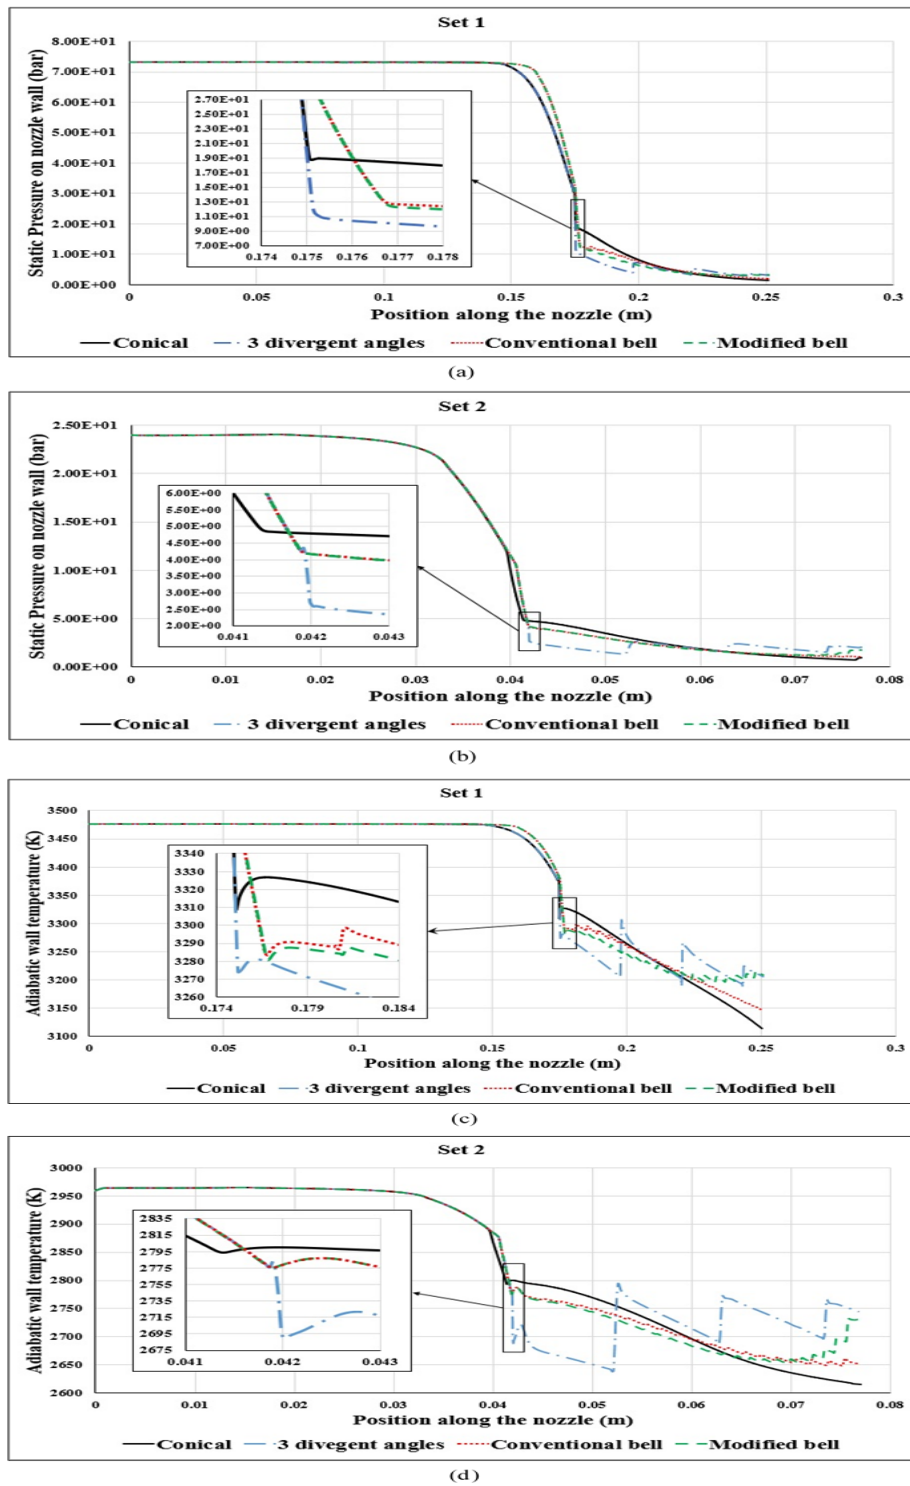 Set 1
Static Pressure on nozzle wall (bar)
8.00E+01
7.00E+01
6.00E+01
5.00E+01
4.00E+01
3.00E+01
2.00E+01
1.00E+01
0.00E+00
2.70E+01
2.50E+01
2.30E+01
2.10E+01
1.90E+01
1.70E+01
1.50E+01
1.30E+01
1.10E+01
9.00E+00
7.00E+00
0.174 0.175 0.176 0.177 0.178
0 0.05 0.1 0.15 0.2 0.25 0.3
Position along the nozzle (m)
Conical 3 divergent angles Conventional bell Modified bell
(a)
Set 2
Static Pressure on nozzle wall (bar)
2.50E+01
2.00E+01
1.50E+01
1.00E+01
5.00E+00
0.00E+00
6.00E+00
5.50E+00
5.00E+00
4.50E+00
4.00E+00
3.50E+00
3.00E+00
2.50E+00
2.00E+00
0.041 0.042 0.043
0 0.01 0.02 0.03 0.04 0.05 0.06 0.07 0.08
Position along the nozzle (m)
Conical 3 divergent angles Conventional bell Modified bell
(b)
Set 1
Adiabatic wall temperature (K)
3500
3450
3400
3350
3300
3250
3200
3150
3100
3340
3330
3320
3310
3300
3290
3280
3270
3260
0.174 0.179 0.184
0 0.05 0.1 0.15 0.2 0.25 0.3
Position along the nozzle (m)
Conical 3 divergent angles Conventional bell Modified bell
(c)
Set 2
Adiabatic wall temperature (K)
3000
2950
2900
2850
2800
2750
2700
2650
2600
2835
2815
2795
2775
2755
2735
2715
2695
2675
0.041 0.042 0.043
0 0.01 0.02 0.03 0.04 0.05 0.06 0.07 0.08
Position along the nozzle (m)
Conical 3 divegent angles Conventional bell Modified bell
(d)